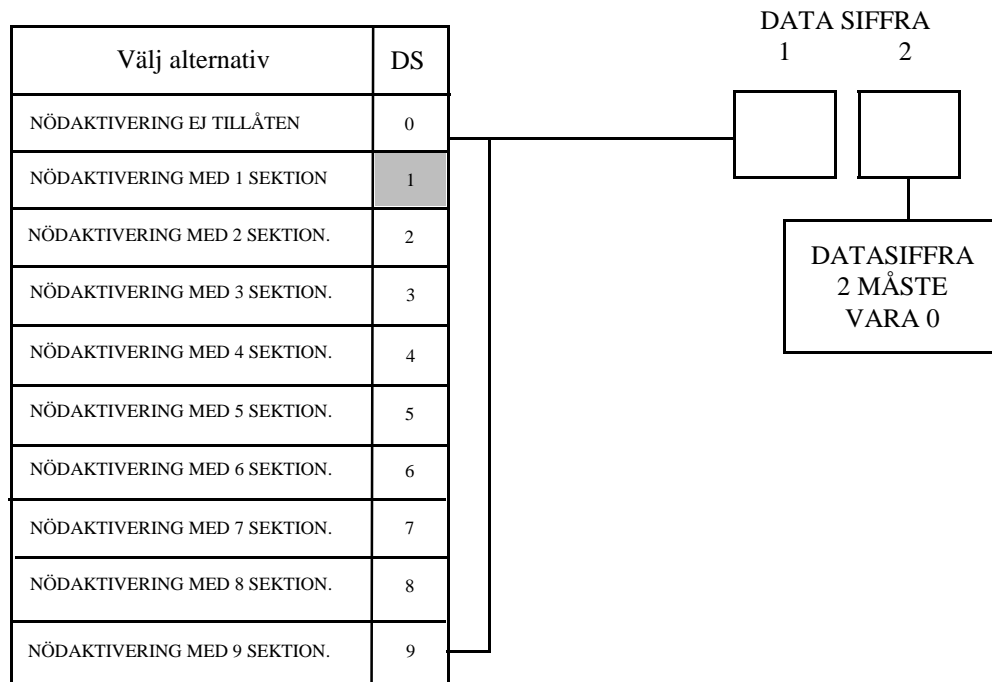 Välj alternativ DS
NÖDAKTIVERING EJ TILLÅTEN 0
NÖDAKTIVERING MED 1 SEKTION 1
NÖDAKTIVERING MED 2 SEKTION. 2
NÖDAKTIVERING MED 3 SEKTION. 3
NÖDAKTIVERING MED 4 SEKTION. 4
NÖDAKTIVERING MED 5 SEKTION. 5
NÖDAKTIVERING MED 6 SEKTION. 6
NÖDAKTIVERING MED 7 SEKTION. 7
NÖDAKTIVERING MED 8 SEKTION. 8
NÖDAKTIVERING MED 9 SEKTION. 9
DATA SIFFRA
1 2
DATASIFFRA
2 MÅSTE
VARA 0